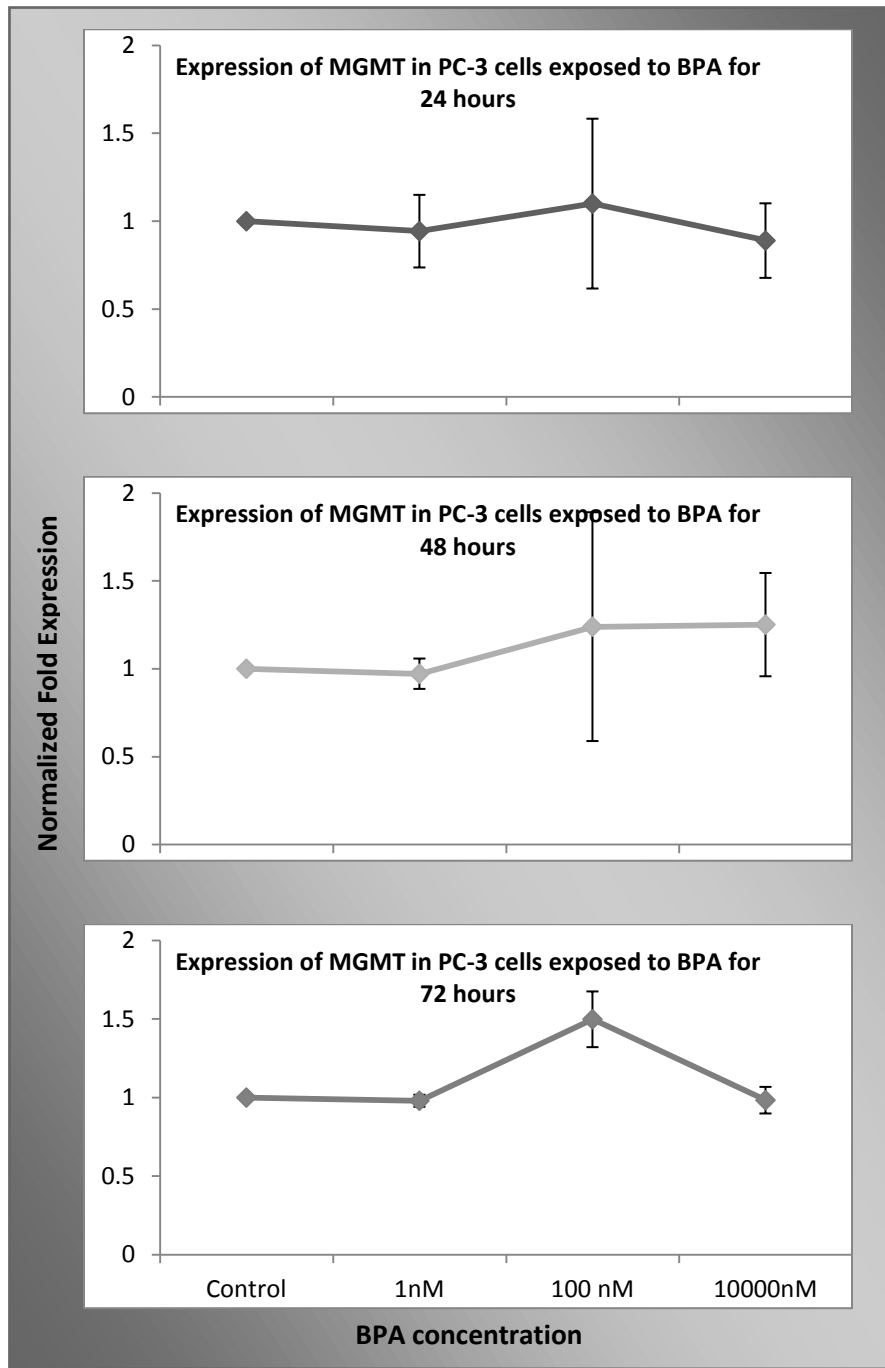 Normalized Fold Expression
Expression of MGMT in PC-3 cells exposed to BPA for
24 hours
2
1.5
1
0.5
0
Expression of MGMT in PC-3 cells exposed to BPA for
48 hours
2
1.5
1
0.5
0
Expression of MGMT in PC-3 cells exposed to BPA for
72 hours
2
1.5
1
0.5
0
Control 1nM 100 nM 10000nM
BPA concentration